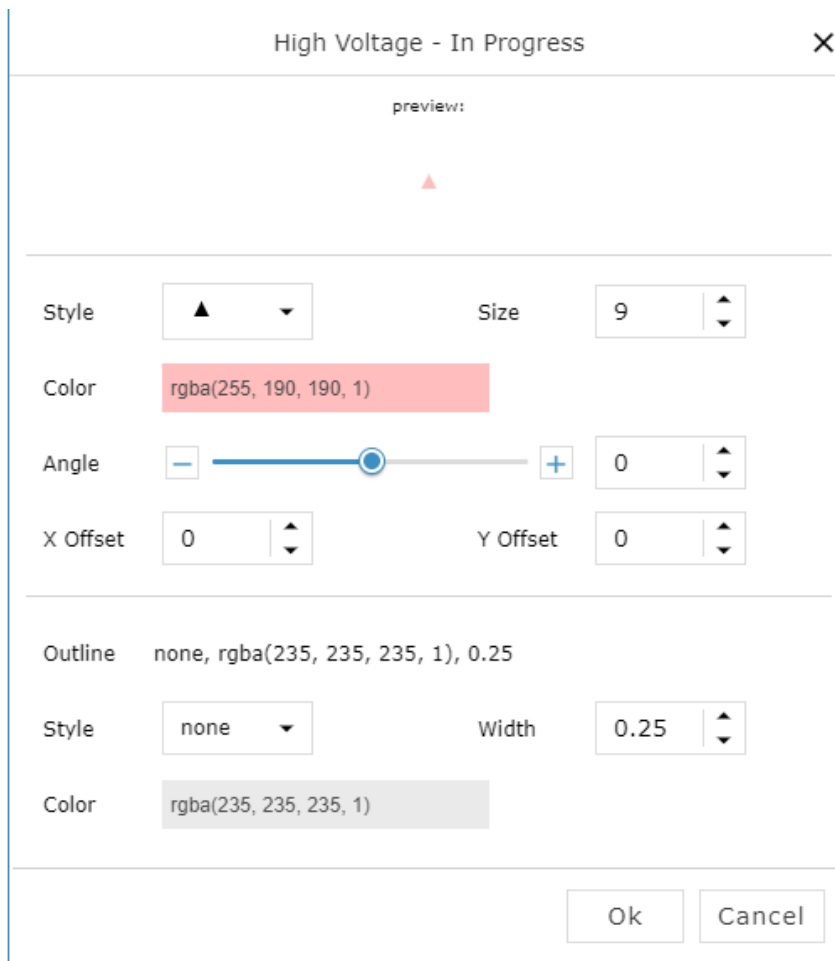 High Voltage - In Progress
preview:
Style
Size 9
Color rgba(255, 190, 190, 1)
Angle 0
X Offset 0 Y Offset 0
Outline none, rgba(235, 235, 235, 1), 0.25
Style none Width 0.25
Color rgba(235, 235, 235, 1)
Ok Cancel